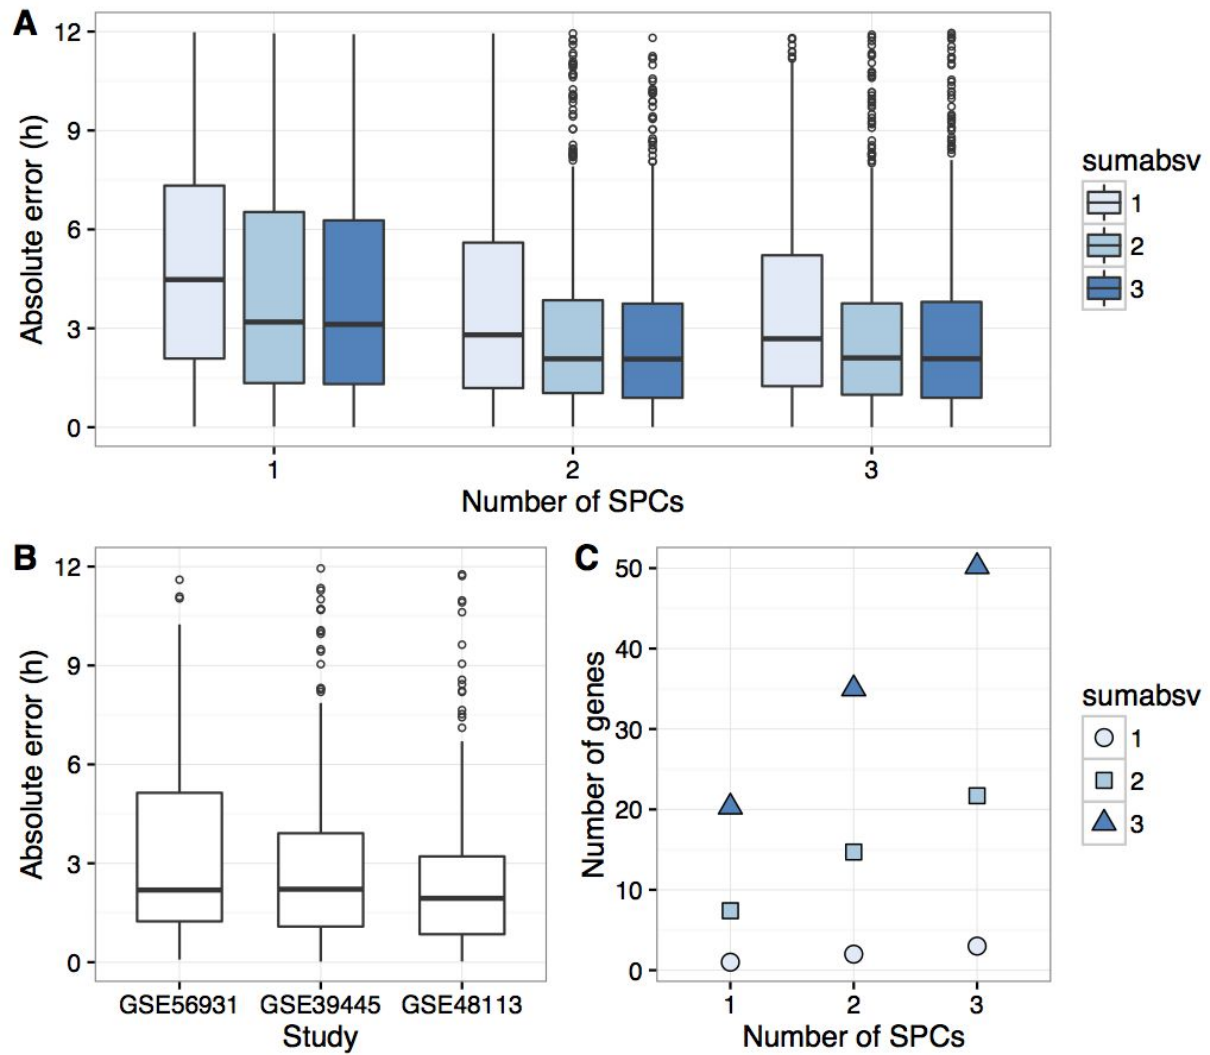 A
12
9
6
3
0
Absolute error (h)
1 2 3
Number of SPCs
sumabsv
1
2
3
B
12
9
6
3
0
Absolute error (h)
GSE56931 GSE39445 GSE48113
Study
C
50
40
30
20
10
0
Number of genes
1 2 3
Number of SPCs
sumabsv
1
2
3